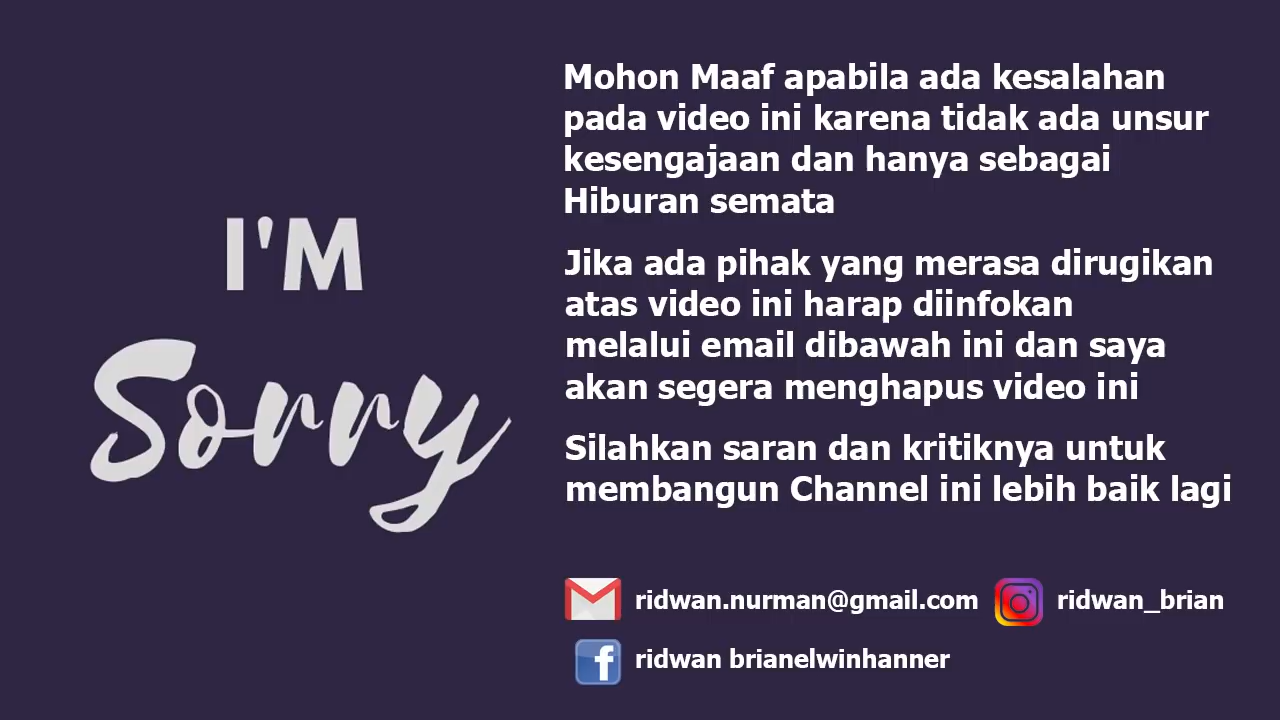 I'M
Sorry
Mohon Maaf apabila ada kesalahan
pada video ini karena tidak ada unsur
kesengajaan dan hanya sebagai
Hiburan semata
Jika ada pihak yang merasa dirugikan
atas video ini harap diinfokan
melalui email dibawah ini dan saya
akan segera menghapus video ini
Silahkan saran dan kritiknya untuk
membangun Channel ini lebih baik lagi
ridwan.nurman@gmail.com ridwan_brian
ridwan brianelwinhanner